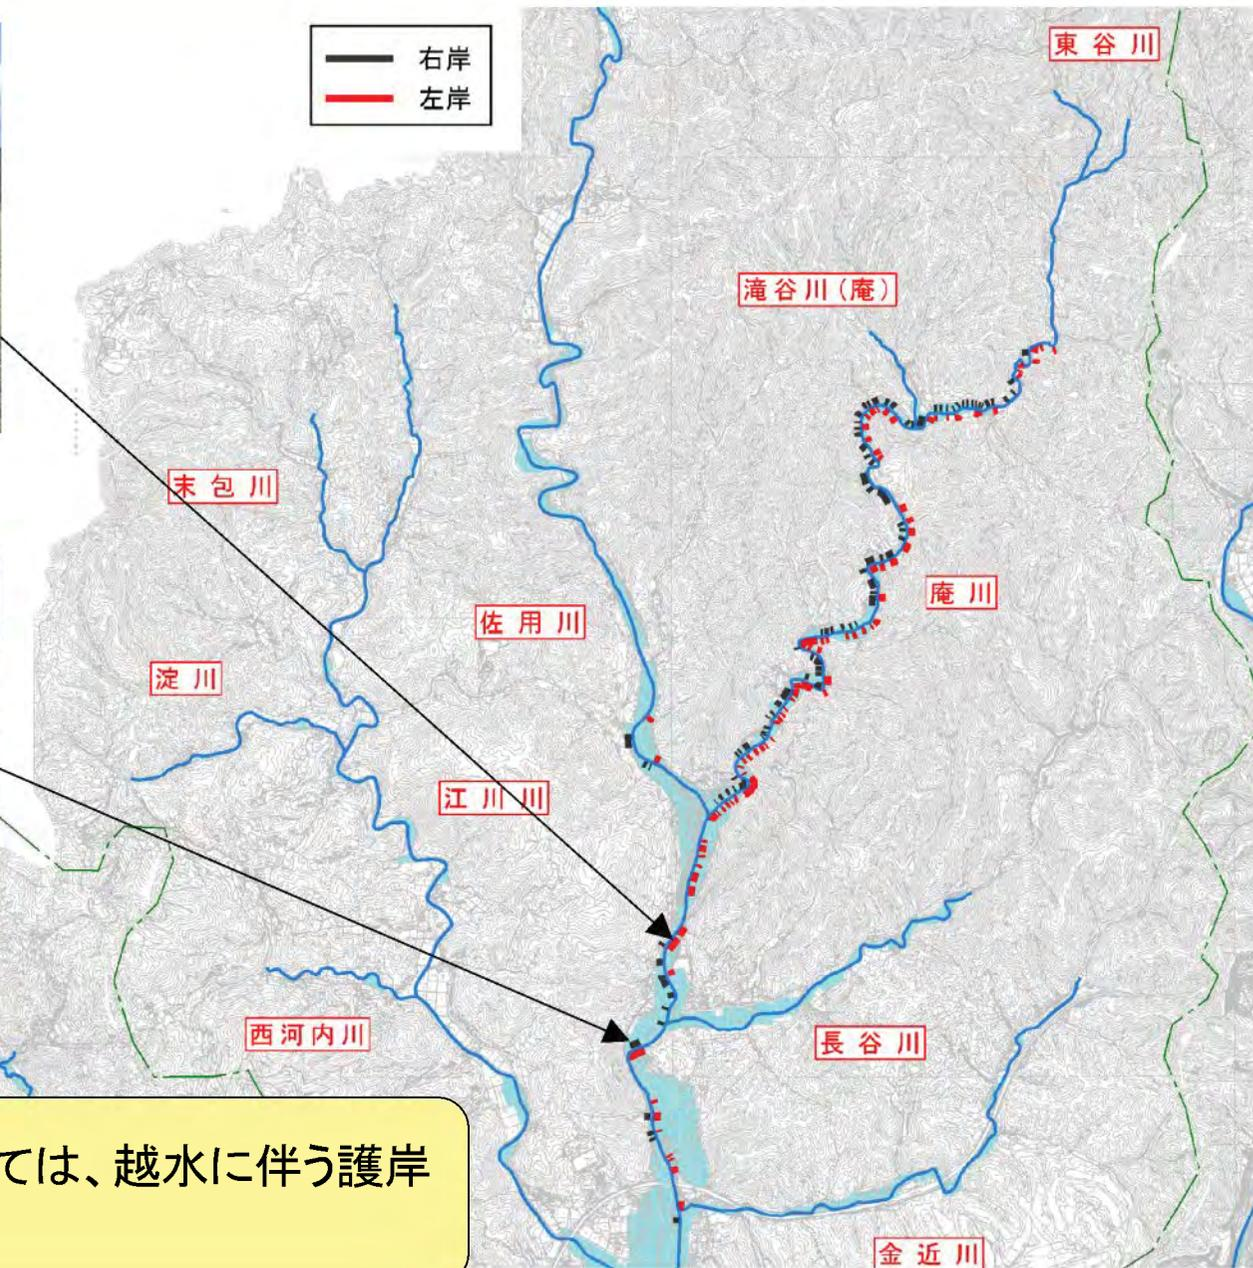 右岸
左岸
東谷川
滝谷川(庵)
末包川
庵川
佐用川
淀川
江川川
西河内川
長谷川
ては、越水に伴う護岸
金近川